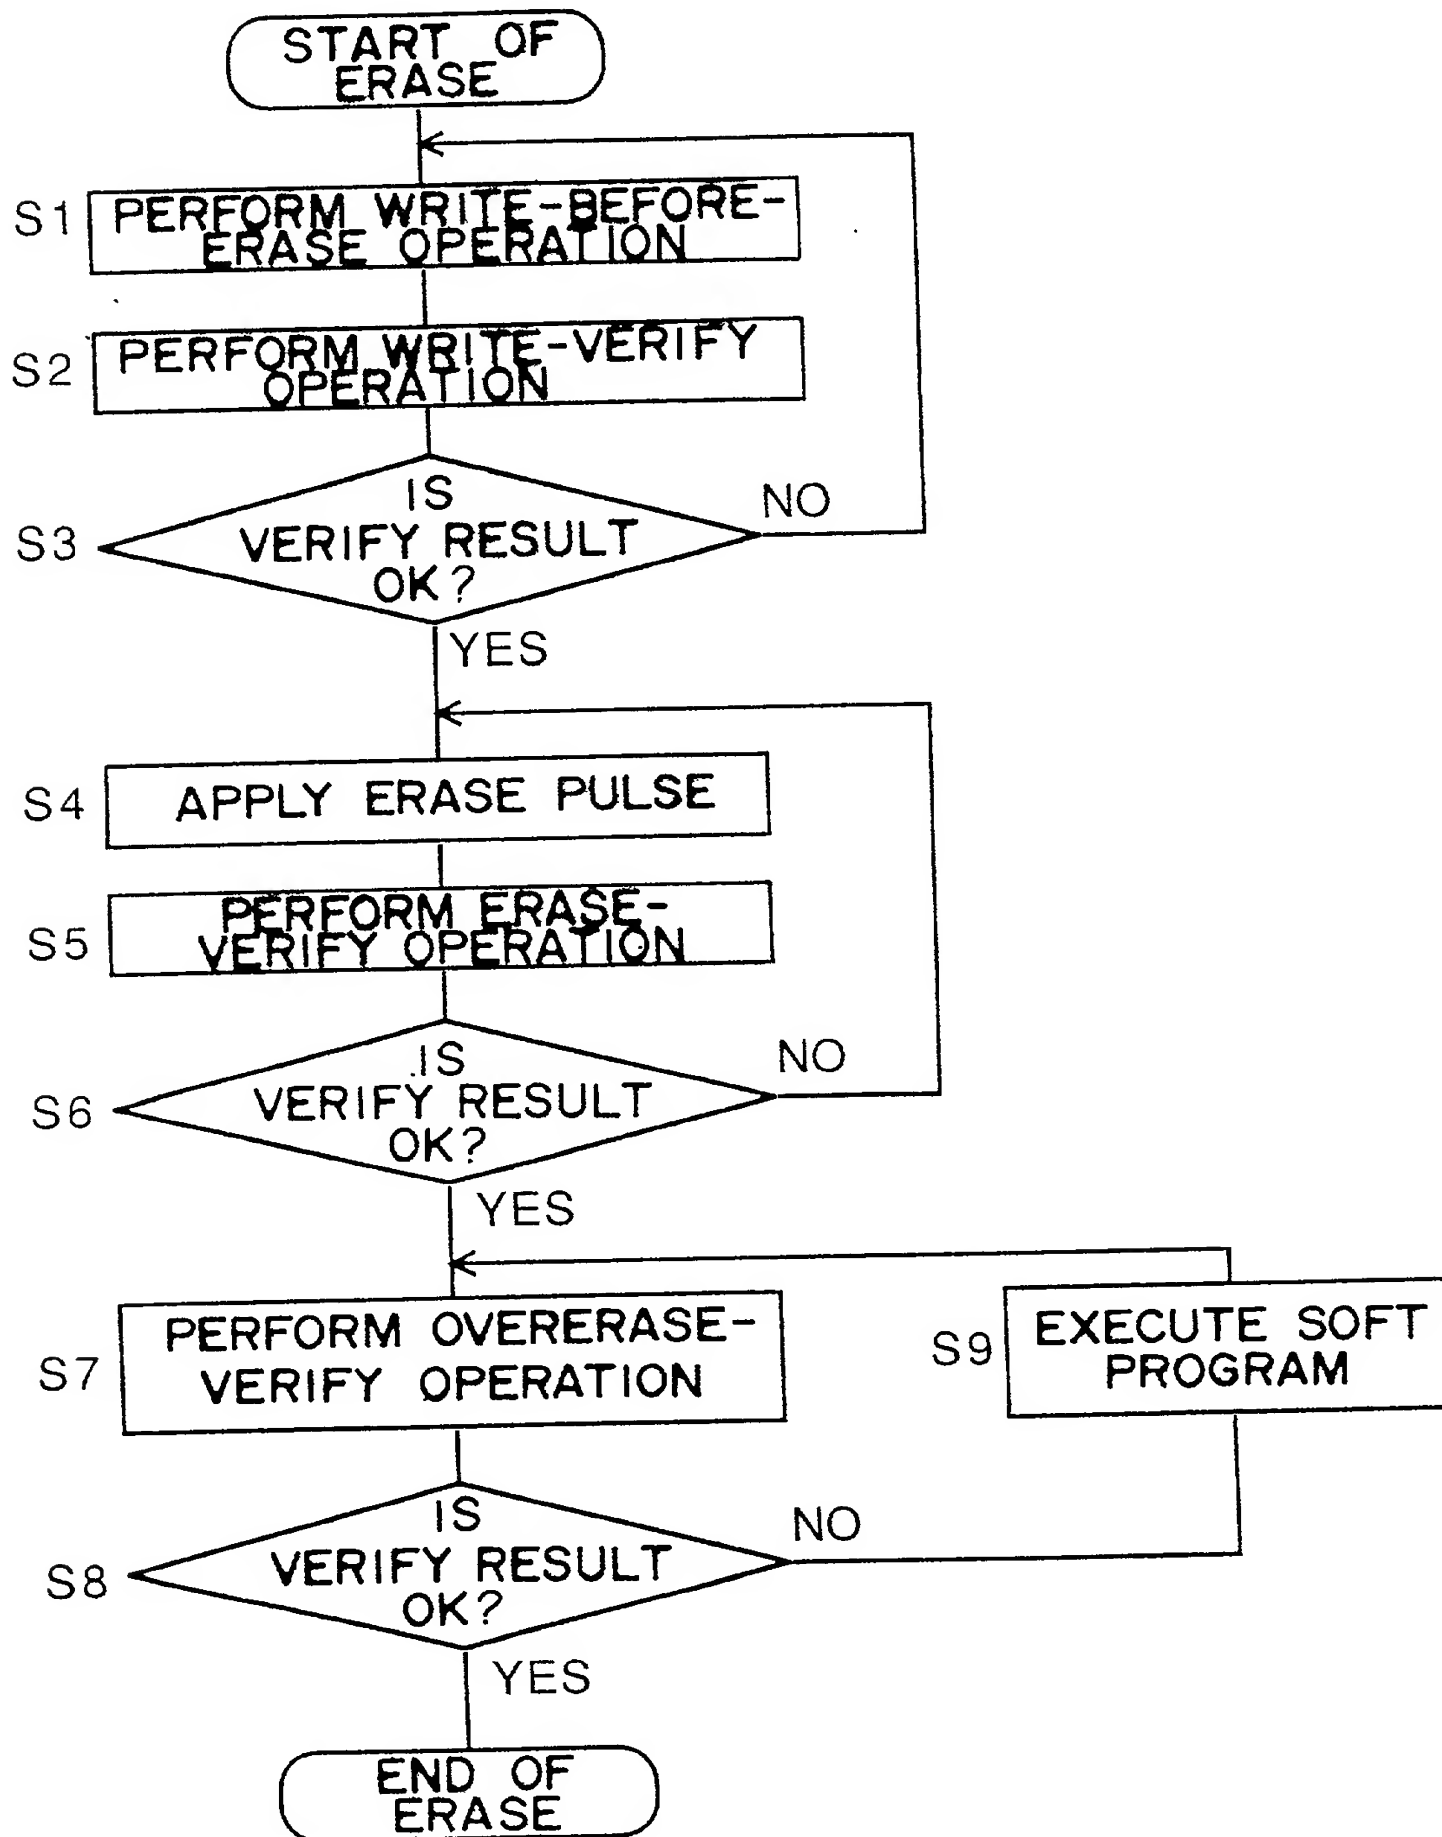 START OF
ERASE
S1
PERFORM WRITE-BEFORE-
ERASE OPERATION
S2
PERFORM WRITE-VERIFY
OPERATION
S3
IS
VERIFY RESULT
OK?
NO
YES
S4
APPLY ERASE PULSE
S5
PERFORM ERASE-
VERIFY OPERATION
S6
IS
VERIFY RESULT
OK?
NO
YES
S7
PERFORM OVERERASE-
VERIFY OPERATION
S9
EXECUTE SOFT
PROGRAM
S8
IS
VERIFY RESULT
OK?
NO
YES
END OF
ERASE